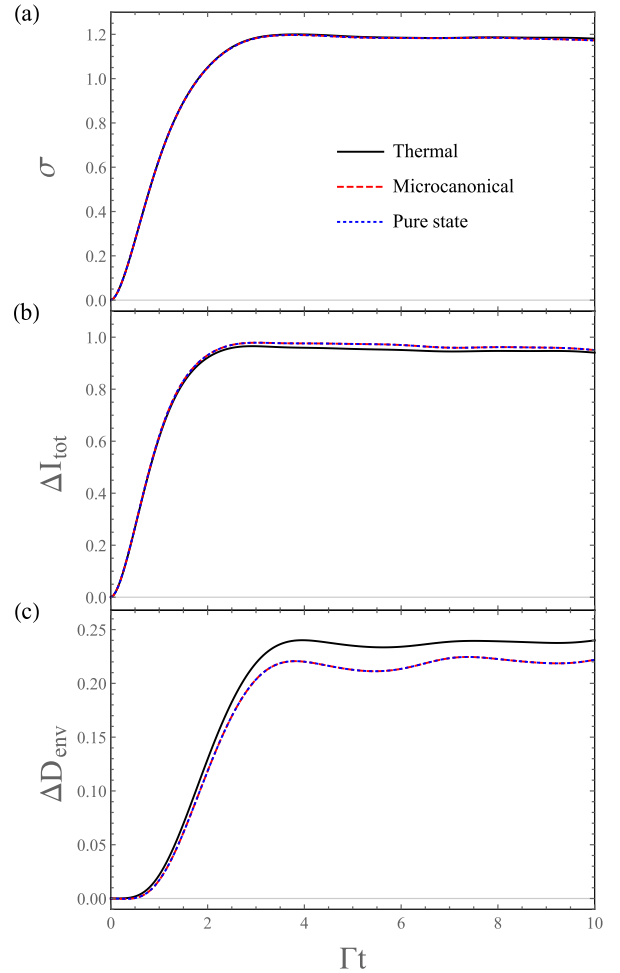 (a)
1.2
1.0
0.8
0.6
0.4
0.2
0.0
σ
Thermal
Microcanonical
Pure state
(b)
1.0
0.8
0.6
0.4
0.2
0.0
ΔI_tot
(c)
0.25
0.20
0.15
0.10
0.05
0.00
ΔD_env
0 2 4 6 8 10
Γt